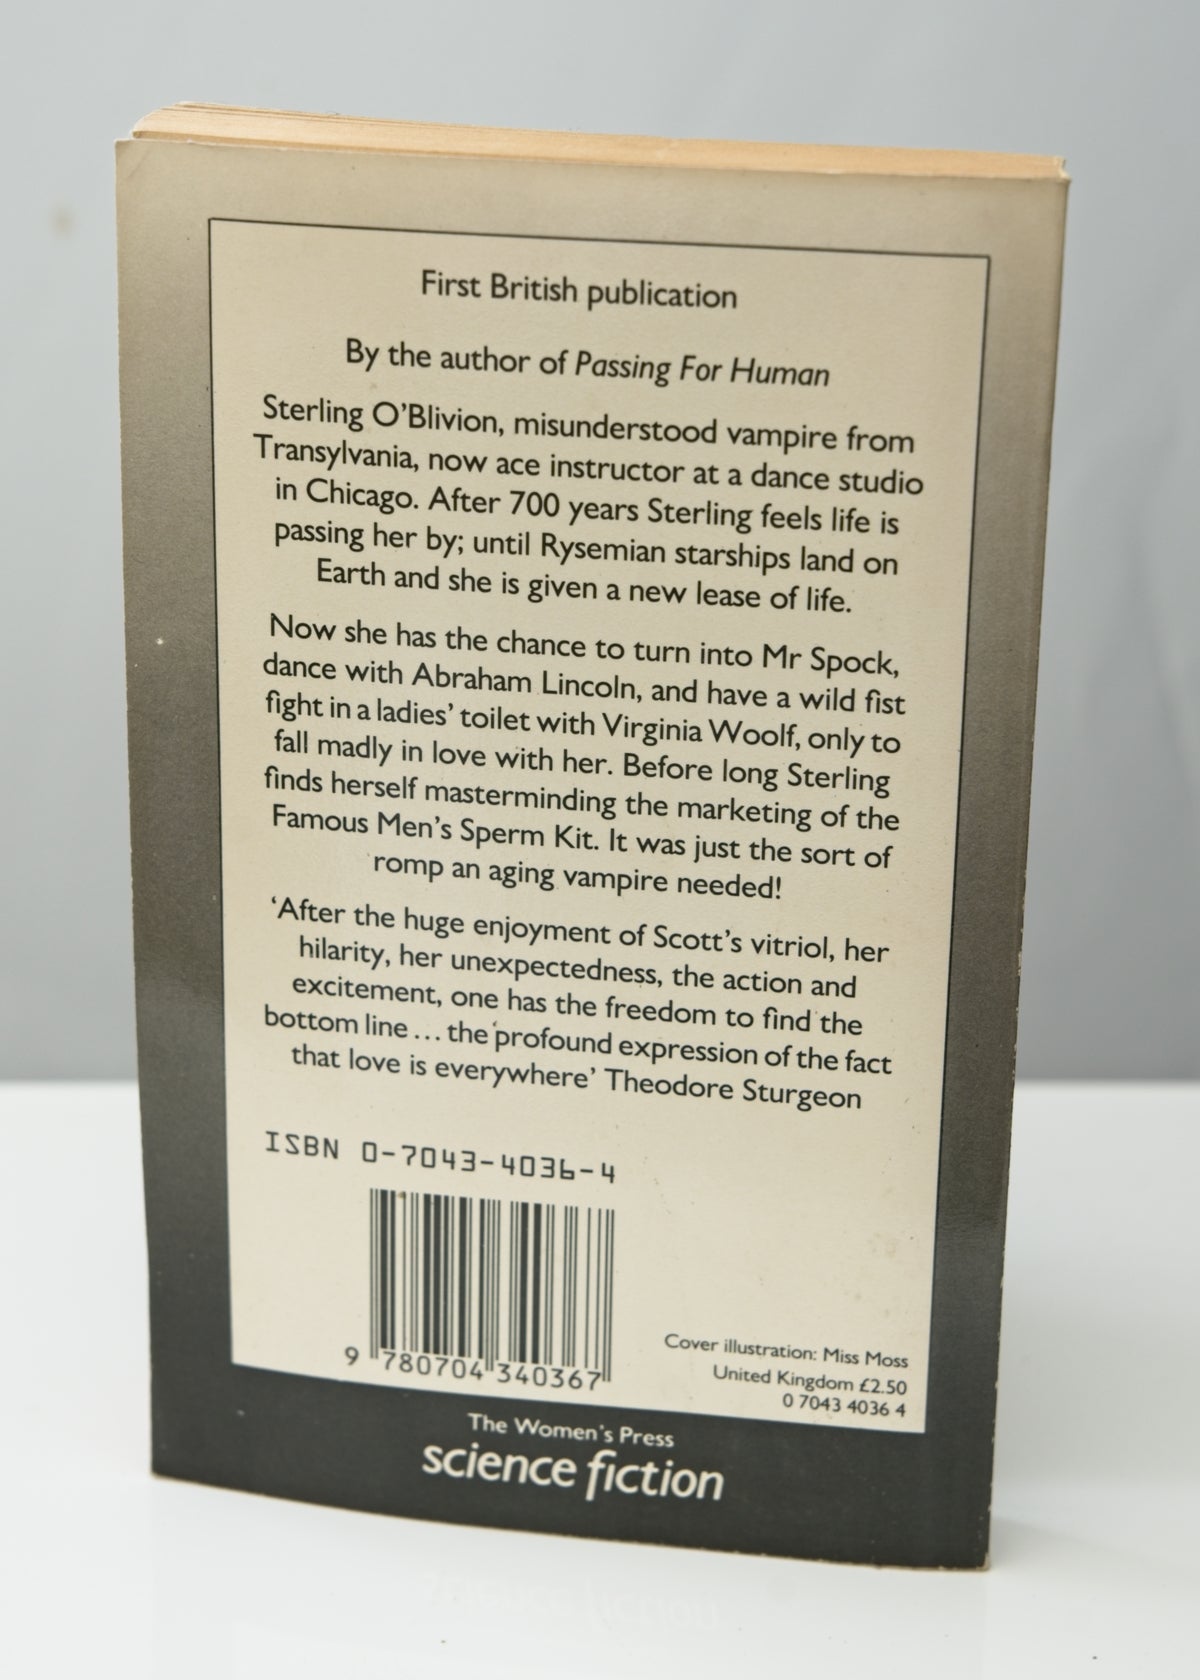 First British publication
By the author of Passing For Human
Sterling O'Blivion, misunderstood vampire from
Transylvania, now ace instructor at a dance studio
in Chicago. After 700 years Sterling feels life is
passing her by; until Rysemian starships land on
Earth and she is given a new lease of life.
Now she has the chance to turn into Mr Spock,
dance with Abraham Lincoln, and have a wild fist
fight in a ladies' toilet with Virginia Woolf, only to
fall madly in love with her. Before long Sterling
finds herself masterminding the marketing of the
Famous Men's Sperm Kit. It was just the sort of
romp an aging vampire needed!
'After the huge enjoyment of Scott's vitriol, her
hilarity, her unexpectedness, the action and
excitement, one has the freedom to find the
bottom line ... the profound expression of the fact
that love is everywhere' Theodore Sturgeon
ISBN 0-7043-4036-4
9 780704 340367
Cover illustration: Miss Moss
United Kingdom £2.50
0 7043 4036 4
The Women's Press
science fiction